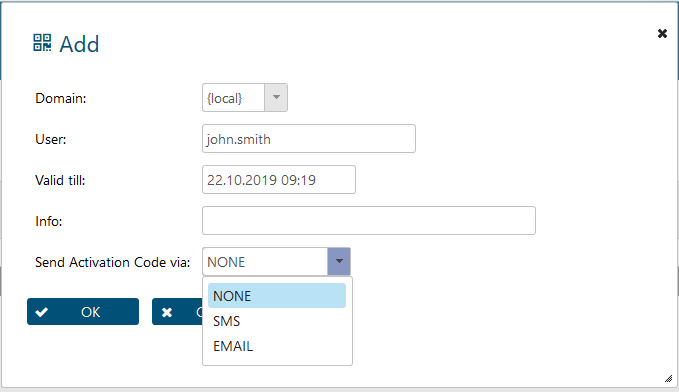 Add
Domain: {local}
User: john.smith
Valid till: 22.10.2019 09:19
Info:
Send Activation Code via: NONE
NONE
SMS
EMAIL
OK